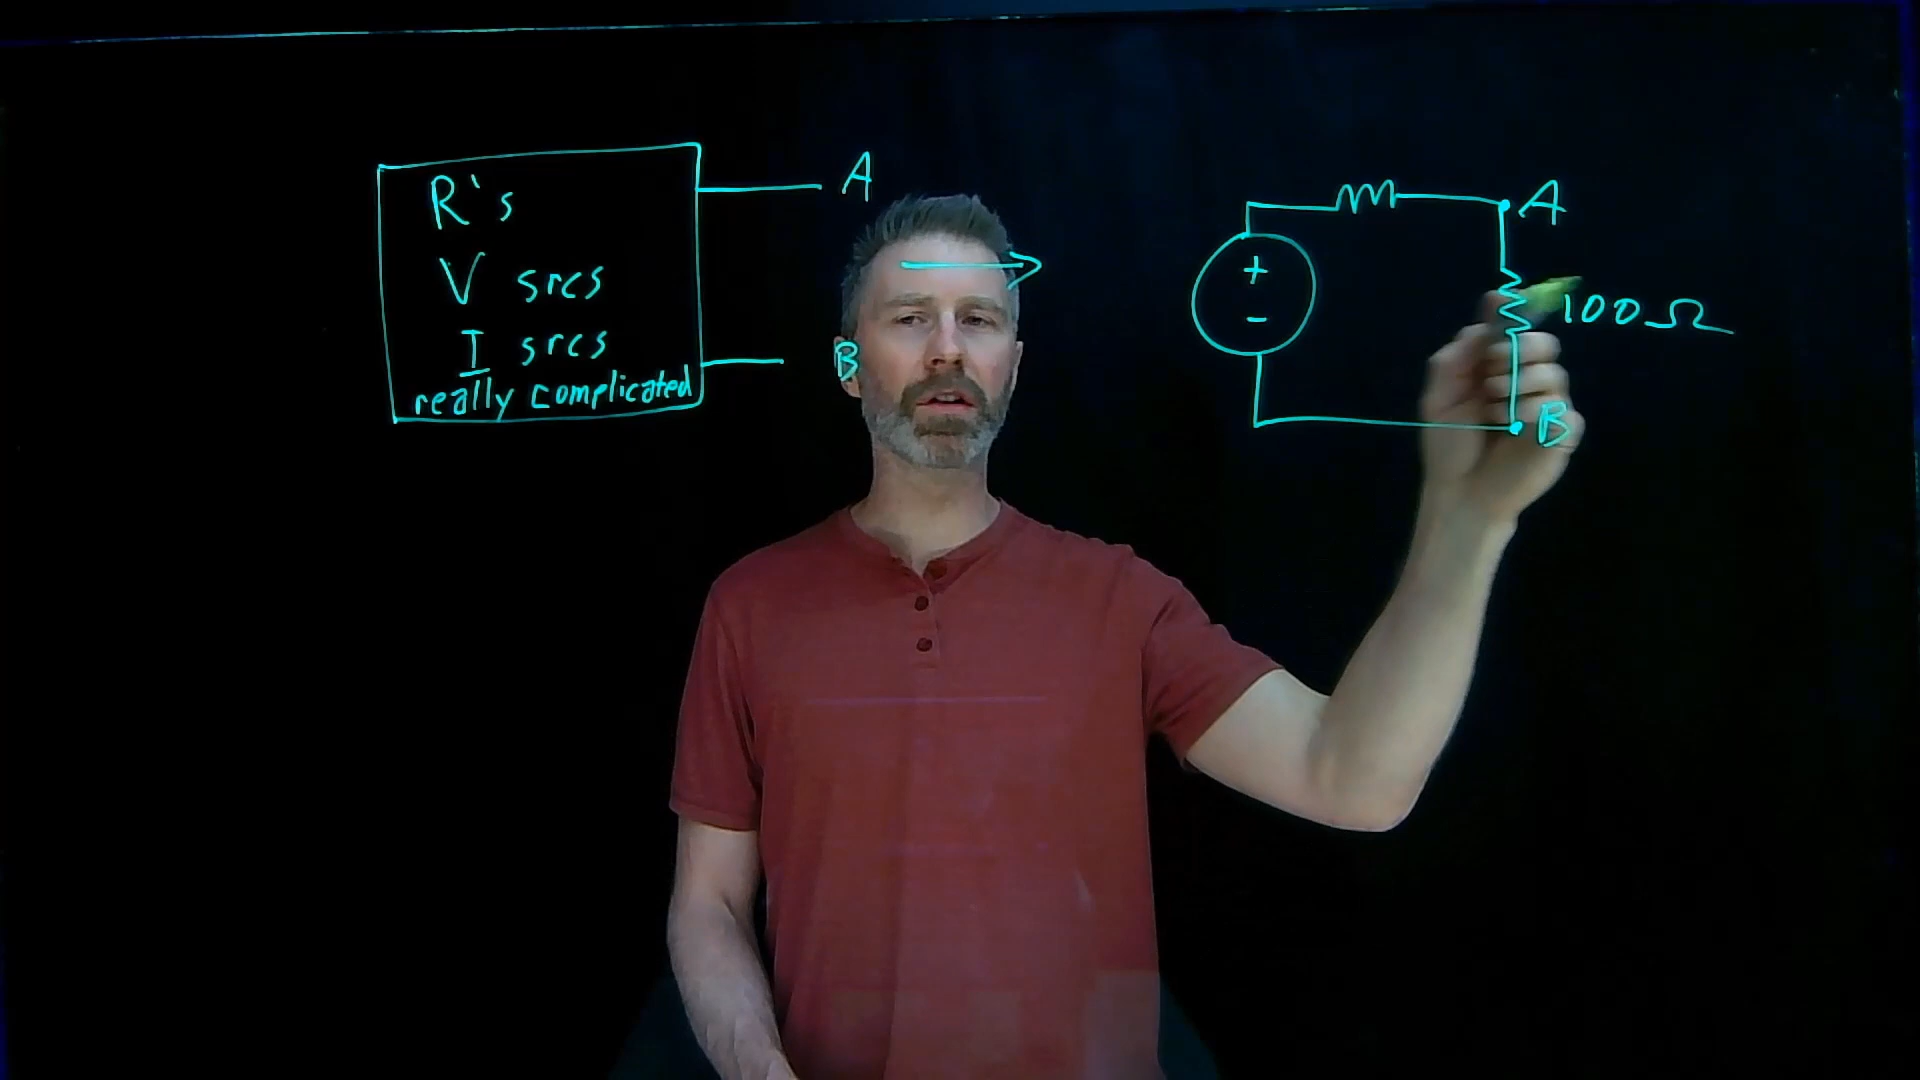 R's
V srcs
I srcs
really complicated
A
B
+
-
A
100Ω
B